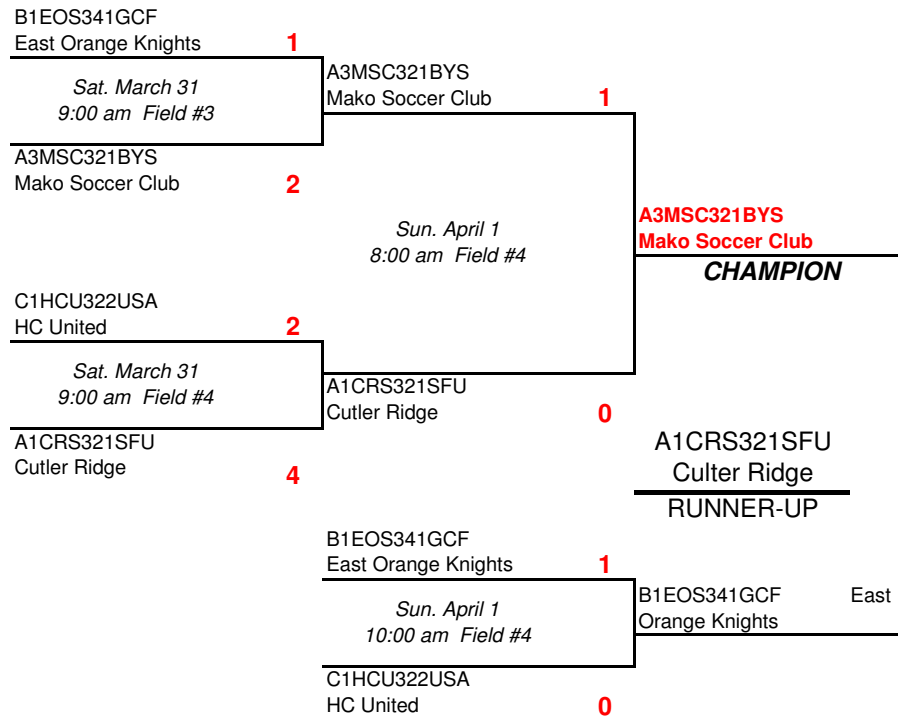 B1EOS341GCF
East Orange Knights 1
Sat. March 31
9:00 am Field #3
A3MSC321BYS
Mako Soccer Club 2
A3MSC321BYS
Mako Soccer Club 1
Sun. April 1
8:00 am Field #4
A3MSC321BYS
Mako Soccer Club
CHAMPION
C1HCU322USA
HC United 2
Sat. March 31
9:00 am Field #4
A1CRS321SFU
Cutler Ridge 4
A1CRS321SFU
Cutler Ridge 0
A1CRS321SFU
Culter Ridge
RUNNER-UP
B1EOS341GCF
East Orange Knights 1
Sun. April 1
10:00 am Field #4
C1HCU322USA
HC United 0
B1EOS341GCF East
Orange Knights